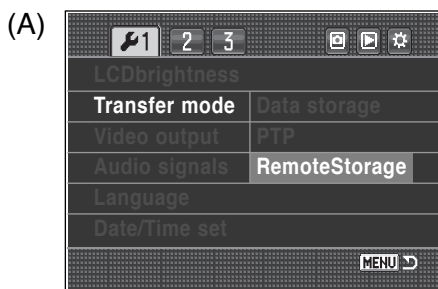 (A)
1 2 3
LCDbrightness
Transfer mode Data storage
Video output PTP
Audio signals RemoteStorage
Language
Date/Time set
MENU